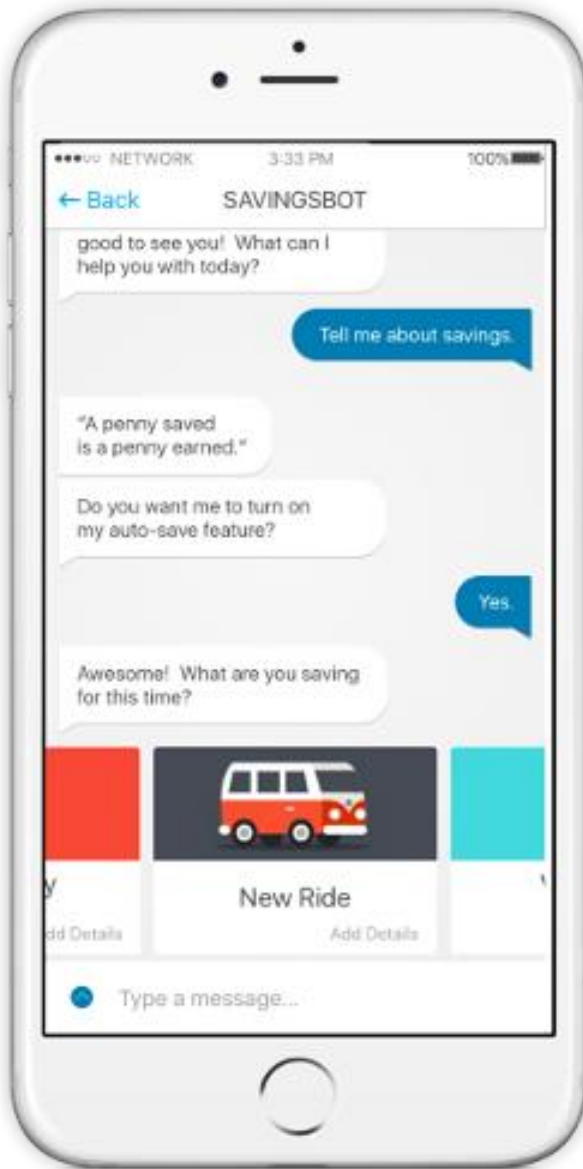 NETWORK 3:33 PM 100%
← Back SAVINGSBOT
good to see you! What can I
help you with today?
Tell me about savings.
"A penny saved
is a penny earned."
Do you want me to turn on
my auto-save feature?
Yes.
Awesome! What are you saving
for this time?
y
New Ride
dd Details
Add Details
Type a message...